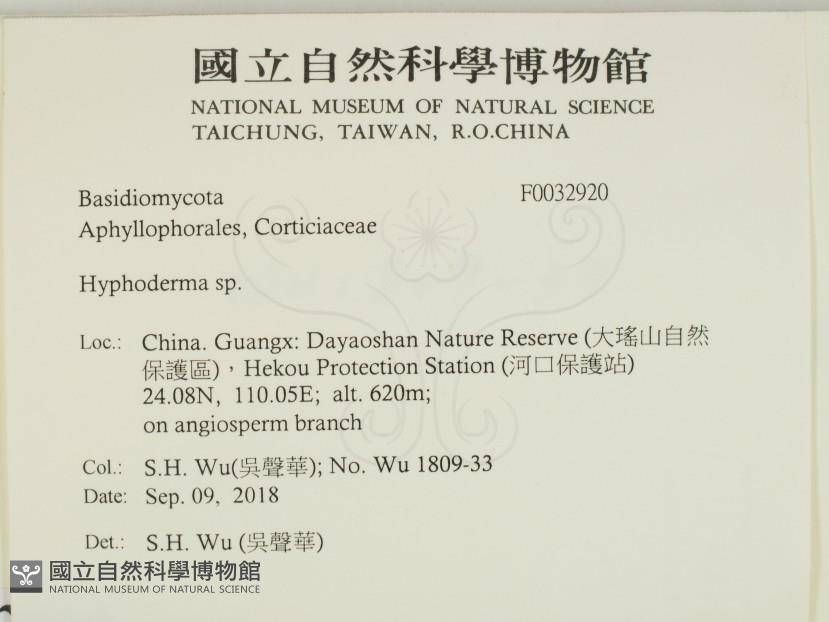 國立自然科學博物館
NATIONAL MUSEUM OF NATURAL SCIENCE
TAICHUNG, TAIWAN, R.O.CHINA
Basidiomycota F0032920
Aphyllophorales, Corticiaceae
Hyphoderma sp.
Loc.: China. Guangx: Dayaoshan Nature Reserve (大瑤山自然
保護區)，Hekou Protection Station (河口保護站)
24.08N, 110.05E; alt. 620m;
on angiosperm branch
Col.: S.H. Wu(吳聲華); No. Wu 1809-33
Date: Sep. 09, 2018
Det.: S.H. Wu (吳聲華)
國立自然科學博物館
NATIONAL MUSEUM OF NATURAL SCIENCE